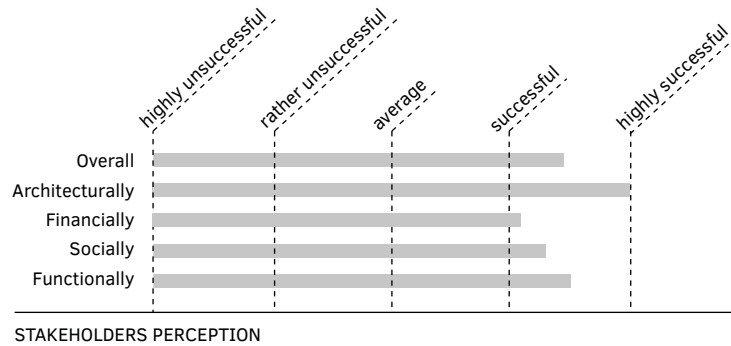 highly unsuccessful
rather unsuccessful
average
successful
highly successful
Overall
Architecturally
Financially
Socially
Functionally
STAKEHOLDERS PERCEPTION